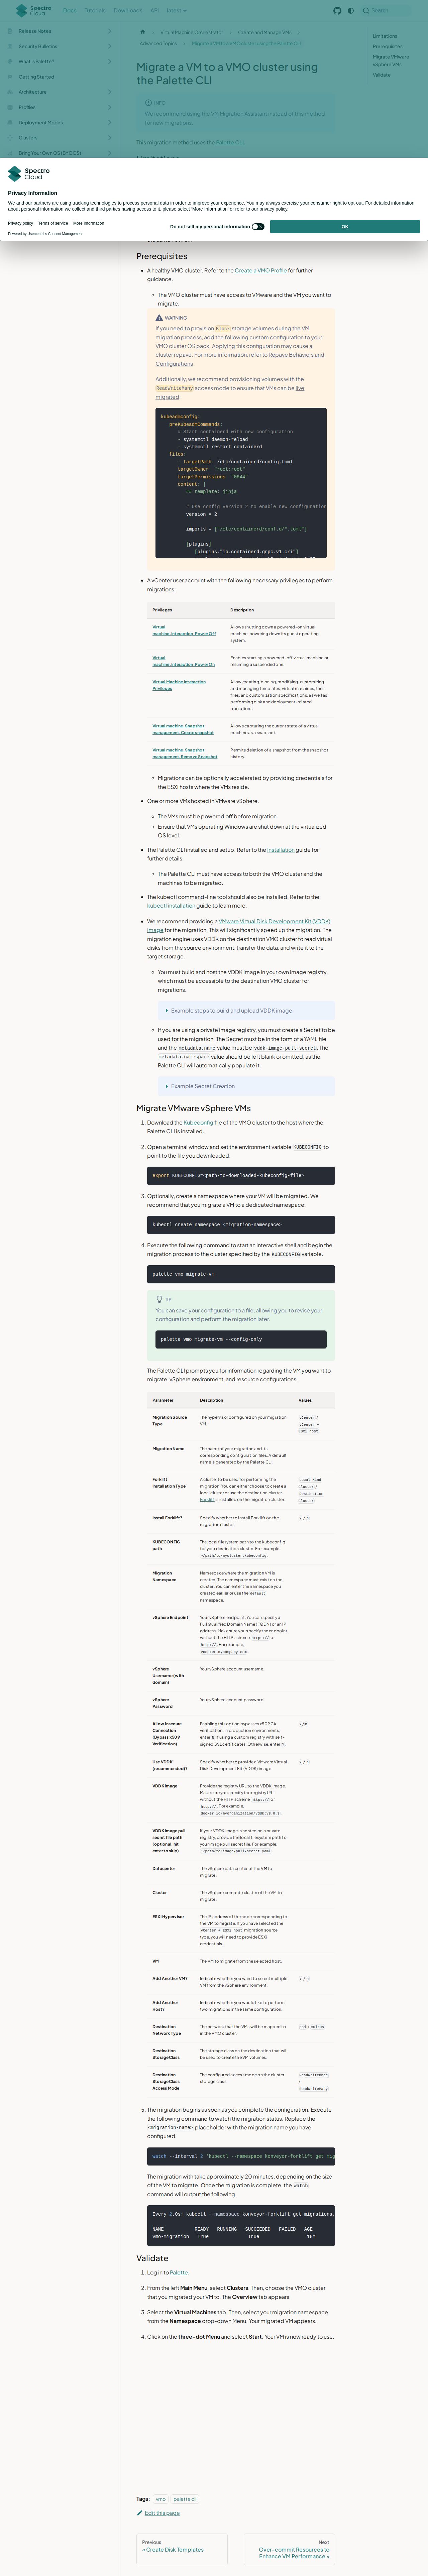 Spectro Cloud
Docs
Tutorials
Downloads
API
latest
Search
Release Notes
Security Bulletins
What is Palette?
Getting Started
Architecture
Profiles
Deployment Modes
Clusters
Bring Your Own OS (BYOOS)
Virtual Machine Orchestrator
Create and Manage VMs
Advanced Topics
Migrate a VM to a VMO cluster using the Palette CLI
Limitations
Prerequisites
Migrate VMware vSphere VMs
Validate
Migrate a VM to a VMO cluster using the Palette CLI
INFO
We recommend using the VM Migration Assistant instead of this method for new migrations.
This migration method uses the Palette CLI.
Spectro Cloud
Privacy Information
We and our partners are using tracking technologies to process personal data in order to improve your experience. You may always exercise your consumer right to opt-out. For detailed information about personal information we collect and third parties having access to it, please select 'More Information' or refer to our privacy policy.
Privacy policy
Terms of service
More Information
Powered by Usercentrics Consent Management
Do not sell my personal information
OK
Prerequisites
A healthy VMO cluster. Refer to the Create a VMO Profile for further guidance.
The VMO cluster must have access to VMware and the VM you want to migrate.
WARNING
If you need to provision Block storage volumes during the VM migration process, add the following custom configuration to your VMO cluster OS pack. Applying this configuration may cause a cluster repave. For more information, refer to Repave Behaviors and Configurations
Additionally, we recommend provisioning volumes with the ReadWriteMany access mode to ensure that VMs can be live migrated.
kubeadmconfig:
preKubeadmCommands:
# Start containerd with new configuration
- systemctl daemon-reload
- systemctl restart containerd
files:
- targetPath: /etc/containerd/config.toml
targetOwner: "root:root"
targetPermissions: "0644"
content: |
## template: jinja
# Use config version 2 to enable new configuration
version = 2
imports = ["/etc/containerd/conf.d/*.toml"]
[plugins]
[plugins."io.containerd.grpc.v1.cri"]
A vCenter user account with the following necessary privileges to perform migrations.
Privileges
Description
Virtual machine.Interaction.Power Off
Allows shutting down a powered-on virtual machine, powering down its guest operating system.
Virtual machine.Interaction.Power On
Enables starting a powered-off virtual machine or resuming a suspended one.
Virtual Machine Interaction Privileges
Allow creating, cloning, modifying, customizing, and managing templates, virtual machines, their files, and customization specifications, as well as performing disk and deployment-related operations.
Virtual machine.Snapshot management.Create snapshot
Allows capturing the current state of a virtual machine as a snapshot.
Virtual machine.Snapshot management.Remove Snapshot
Permits deletion of a snapshot from the snapshot history.
Migrations can be optionally accelerated by providing credentials for the ESXi hosts where the VMs reside.
One or more VMs hosted in VMware vSphere.
The VMs must be powered off before migration.
Ensure that VMs operating Windows are shut down at the virtualized OS level.
The Palette CLI installed and setup. Refer to the Installation guide for further details.
The Palette CLI must have access to both the VMO cluster and the machines to be migrated.
The kubectl command-line tool should also be installed. Refer to the kubectl installation guide to learn more.
We recommend providing a VMware Virtual Disk Development Kit (VDDK) image for the migration. This will significantly speed up the migration. The migration engine uses VDDK on the destination VMO cluster to read virtual disks from the source environment, transfer the data, and write it to the target storage.
You must build and host the VDDK image in your own image registry, which must be accessible to the destination VMO cluster for migrations.
Example steps to build and upload VDDK image
If you are using a private image registry, you must create a Secret to be used for the migration. The Secret must be in the form of a YAML file and the metadata.name value must be vddk-image-pull-secret. The metadata.namespace value should be left blank or omitted, as the Palette CLI will automatically populate it.
Example Secret Creation
Migrate VMware vSphere VMs
1. Download the Kubeconfig file of the VMO cluster to the host where the Palette CLI is installed.
2. Open a terminal window and set the environment variable KUBECONFIG to point to the file you downloaded.
export KUBECONFIG=<path-to-downloaded-kubeconfig-file>
3. Optionally, create a namespace where your VM will be migrated. We recommend that you migrate a VM to a dedicated namespace.
kubectl create namespace <migration-namespace>
4. Execute the following command to start an interactive shell and begin the migration process to the cluster specified by the KUBECONFIG variable.
palette vmo migrate-vm
TIP
You can save your configuration to a file, allowing you to revise your configuration and perform the migration later.
palette vmo migrate-vm --config-only
The Palette CLI prompts you for information regarding the VM you want to migrate, vSphere environment, and resource configurations.
Parameter
Description
Values
Migration Source Type
The hypervisor configured on your migration VM.
vCenter / vCenter + ESXi host
Migration Name
The name of your migration and its corresponding configuration files. A default name is generated by the Palette CLI.
Forklift Installation Type
A cluster to be used for performing the migration. You can either choose to create a local cluster or use the destination cluster. Forklift is installed on the migration cluster.
Local Kind Cluster / Destination Cluster
Install Forklift?
Specify whether to install Forklift on the migration cluster.
Y / n
KUBECONFIG path
The local filesystem path to the kubeconfig for your destination cluster. For example, ~/path/to/mycluster.kubeconfig.
Migration Namespace
Namespace where the migration VM is created. The namespace must exist on the cluster. You can enter the namespace you created earlier or use the default namespace.
vSphere Endpoint
Your vSphere endpoint. You can specify a Full Qualified Domain Name (FQDN) or an IP address. Make sure you specify the endpoint without the HTTP scheme https:// or http://. For example, vcenter.mycompany.com.
vSphere Username (with domain)
Your vSphere account username
vSphere Password
Your vSphere account password
Allow Insecure Connection (Bypass x509 Verification)
Enabling this option bypasses x509 CA verification. In production environments, enter N if using a custom registry with self-signed SSL certificates. Otherwise, enter Y.
Y/n
Use VDDK (recommended)?
Specify whether to provide a VMware Virtual Disk Development Kit (VDDK) image.
Y / n
VDDK image
Provide the registry URL to the VDDK image. Make sure you specify the registry URL without the HTTP scheme https:// or http://. For example, docker.io/myorganization/vddk:v8.0.3.
VDDK Image pull secret file path (optional, hit enter to skip)
If your VDDK Image is hosted on a private registry, provide the local filesystem path to your image pull secret file. For example, ~/path/to/image-pull-secret.yaml.
Datacenter
The vSphere data center of the VM to migrate.
Cluster
The vSphere compute cluster of the VM to migrate.
ESXi Hypervisor
The IP address of the node corresponding to the VM to migrate. If you have selected the vCenter + ESXi host migration source type, you will need to provide ESXi credentials.
VM
The VM to migrate from the selected host.
Add Another VM?
Indicate whether you want to select multiple VM from the vSphere environment.
Y / n
Add Another Host?
Indicate whether you would like to perform two migrations in the same configuration.
Destination Network Type
The network that the VMs will be mapped to in the VMO cluster.
pod / multus
Destination StorageClass
The storage class on the destination that will be used to create the VM volumes.
Destination StorageClass Access Mode
The configured access mode on the cluster storage class.
ReadWriteOnce / ReadWriteMany
5. The migration begins as soon as you complete the configuration. Execute the following command to watch the migration status. Replace the <migration-name> placeholder with the migration name you have configured.
watch --interval 2 "kubectl --namespace konveyor-forklift get mig
The migration with take approximately 20 minutes, depending on the size of the VM to migrate. Once the migration is complete, the watch command will output the following.
Every 2.0s: kubectl --namespace konveyor-forklift get migrations.
NAME READY RUNNING SUCCEEDED FAILED AGE
vmo-migration True True 18m
Validate
1. Log in to Palette.
2. From the left Main Menu, select Clusters. Then, choose the VMO cluster that you migrated your VM to. The Overview tab appears.
3. Select the Virtual Machines tab. Then, select your migration namespace from the Namespace drop-down Menu. Your migrated VM appears.
4. Click on the three-dot Menu and select Start. Your VM is now ready to use.
Tags:
vmo
palette cli
Edit this page
Previous
« Create Disk Templates
Next
Over-commit Resources to Enhance VM Performance »